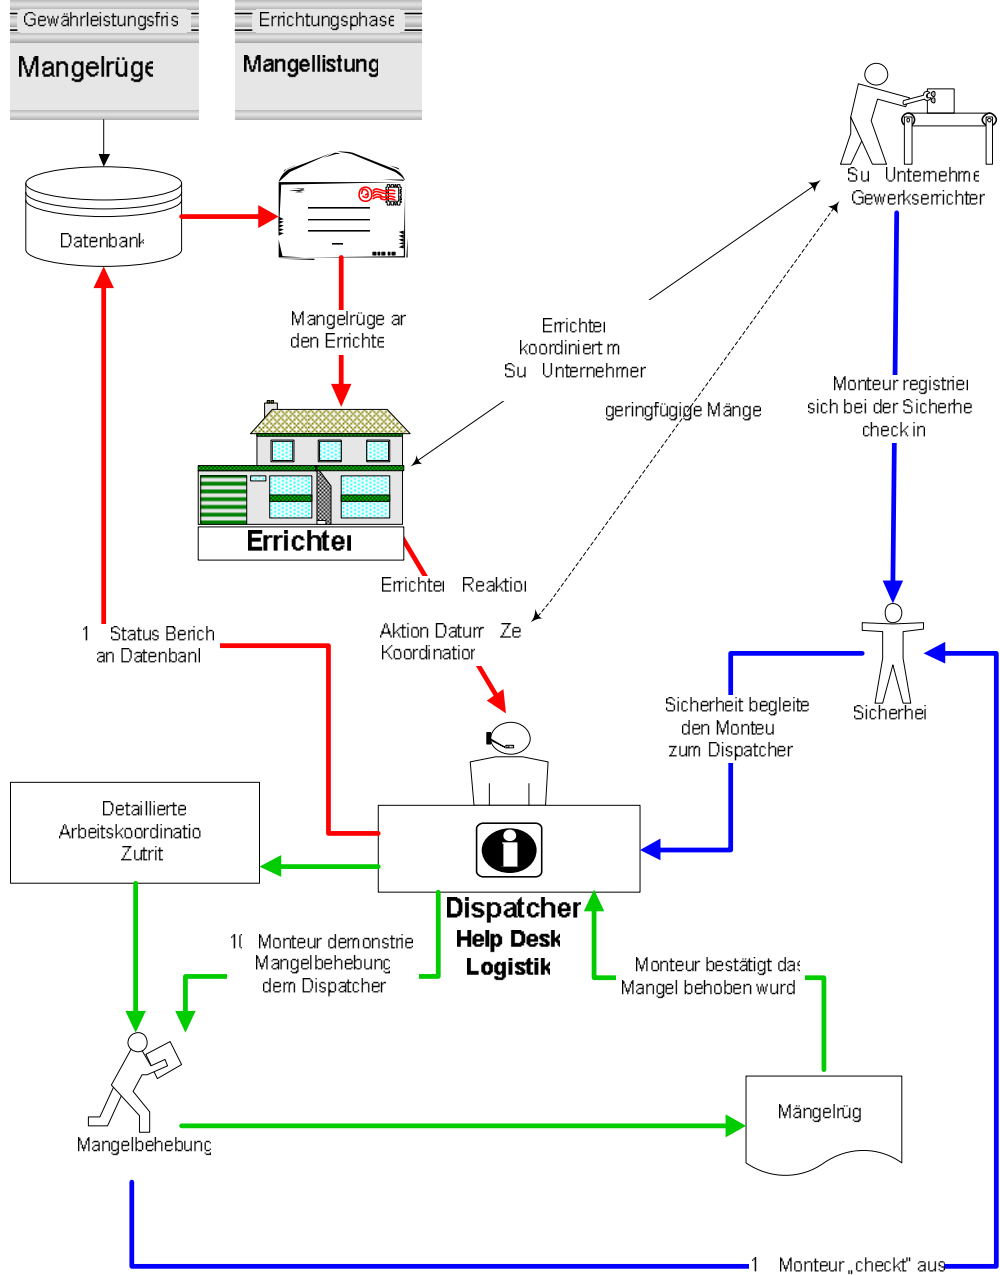 Gewährleistungsfris
Errichtungsphase
Mangelrüge
Mangellistung
Datenbank
Su Unternehme
Gewerkserrichter
Mangelrüge an
den Errichte
Errichter
koordiniert m
Su Unternehmer
geringfügige Mänge
Monteur registrier
sich bei der Sicherhe
check in
Errichter
Errichter Reaktion
Aktion Datum Ze
Koordination
1 Status Berich
an Datenbank
Sicherhei
Sicherheit begleite
den Monteu
zum Dispatcher
Detaillierte
Arbeitskoordinatio
Zutrit
Dispatcher
Help Desk
Logistik
10 Monteur demonstrie
Mangelbehebung
dem Dispatcher
Monteur bestätigt das
Mangel behoben wurd
Mängelrüg
Mangelbehebung
1 Monteur „checkt" aus